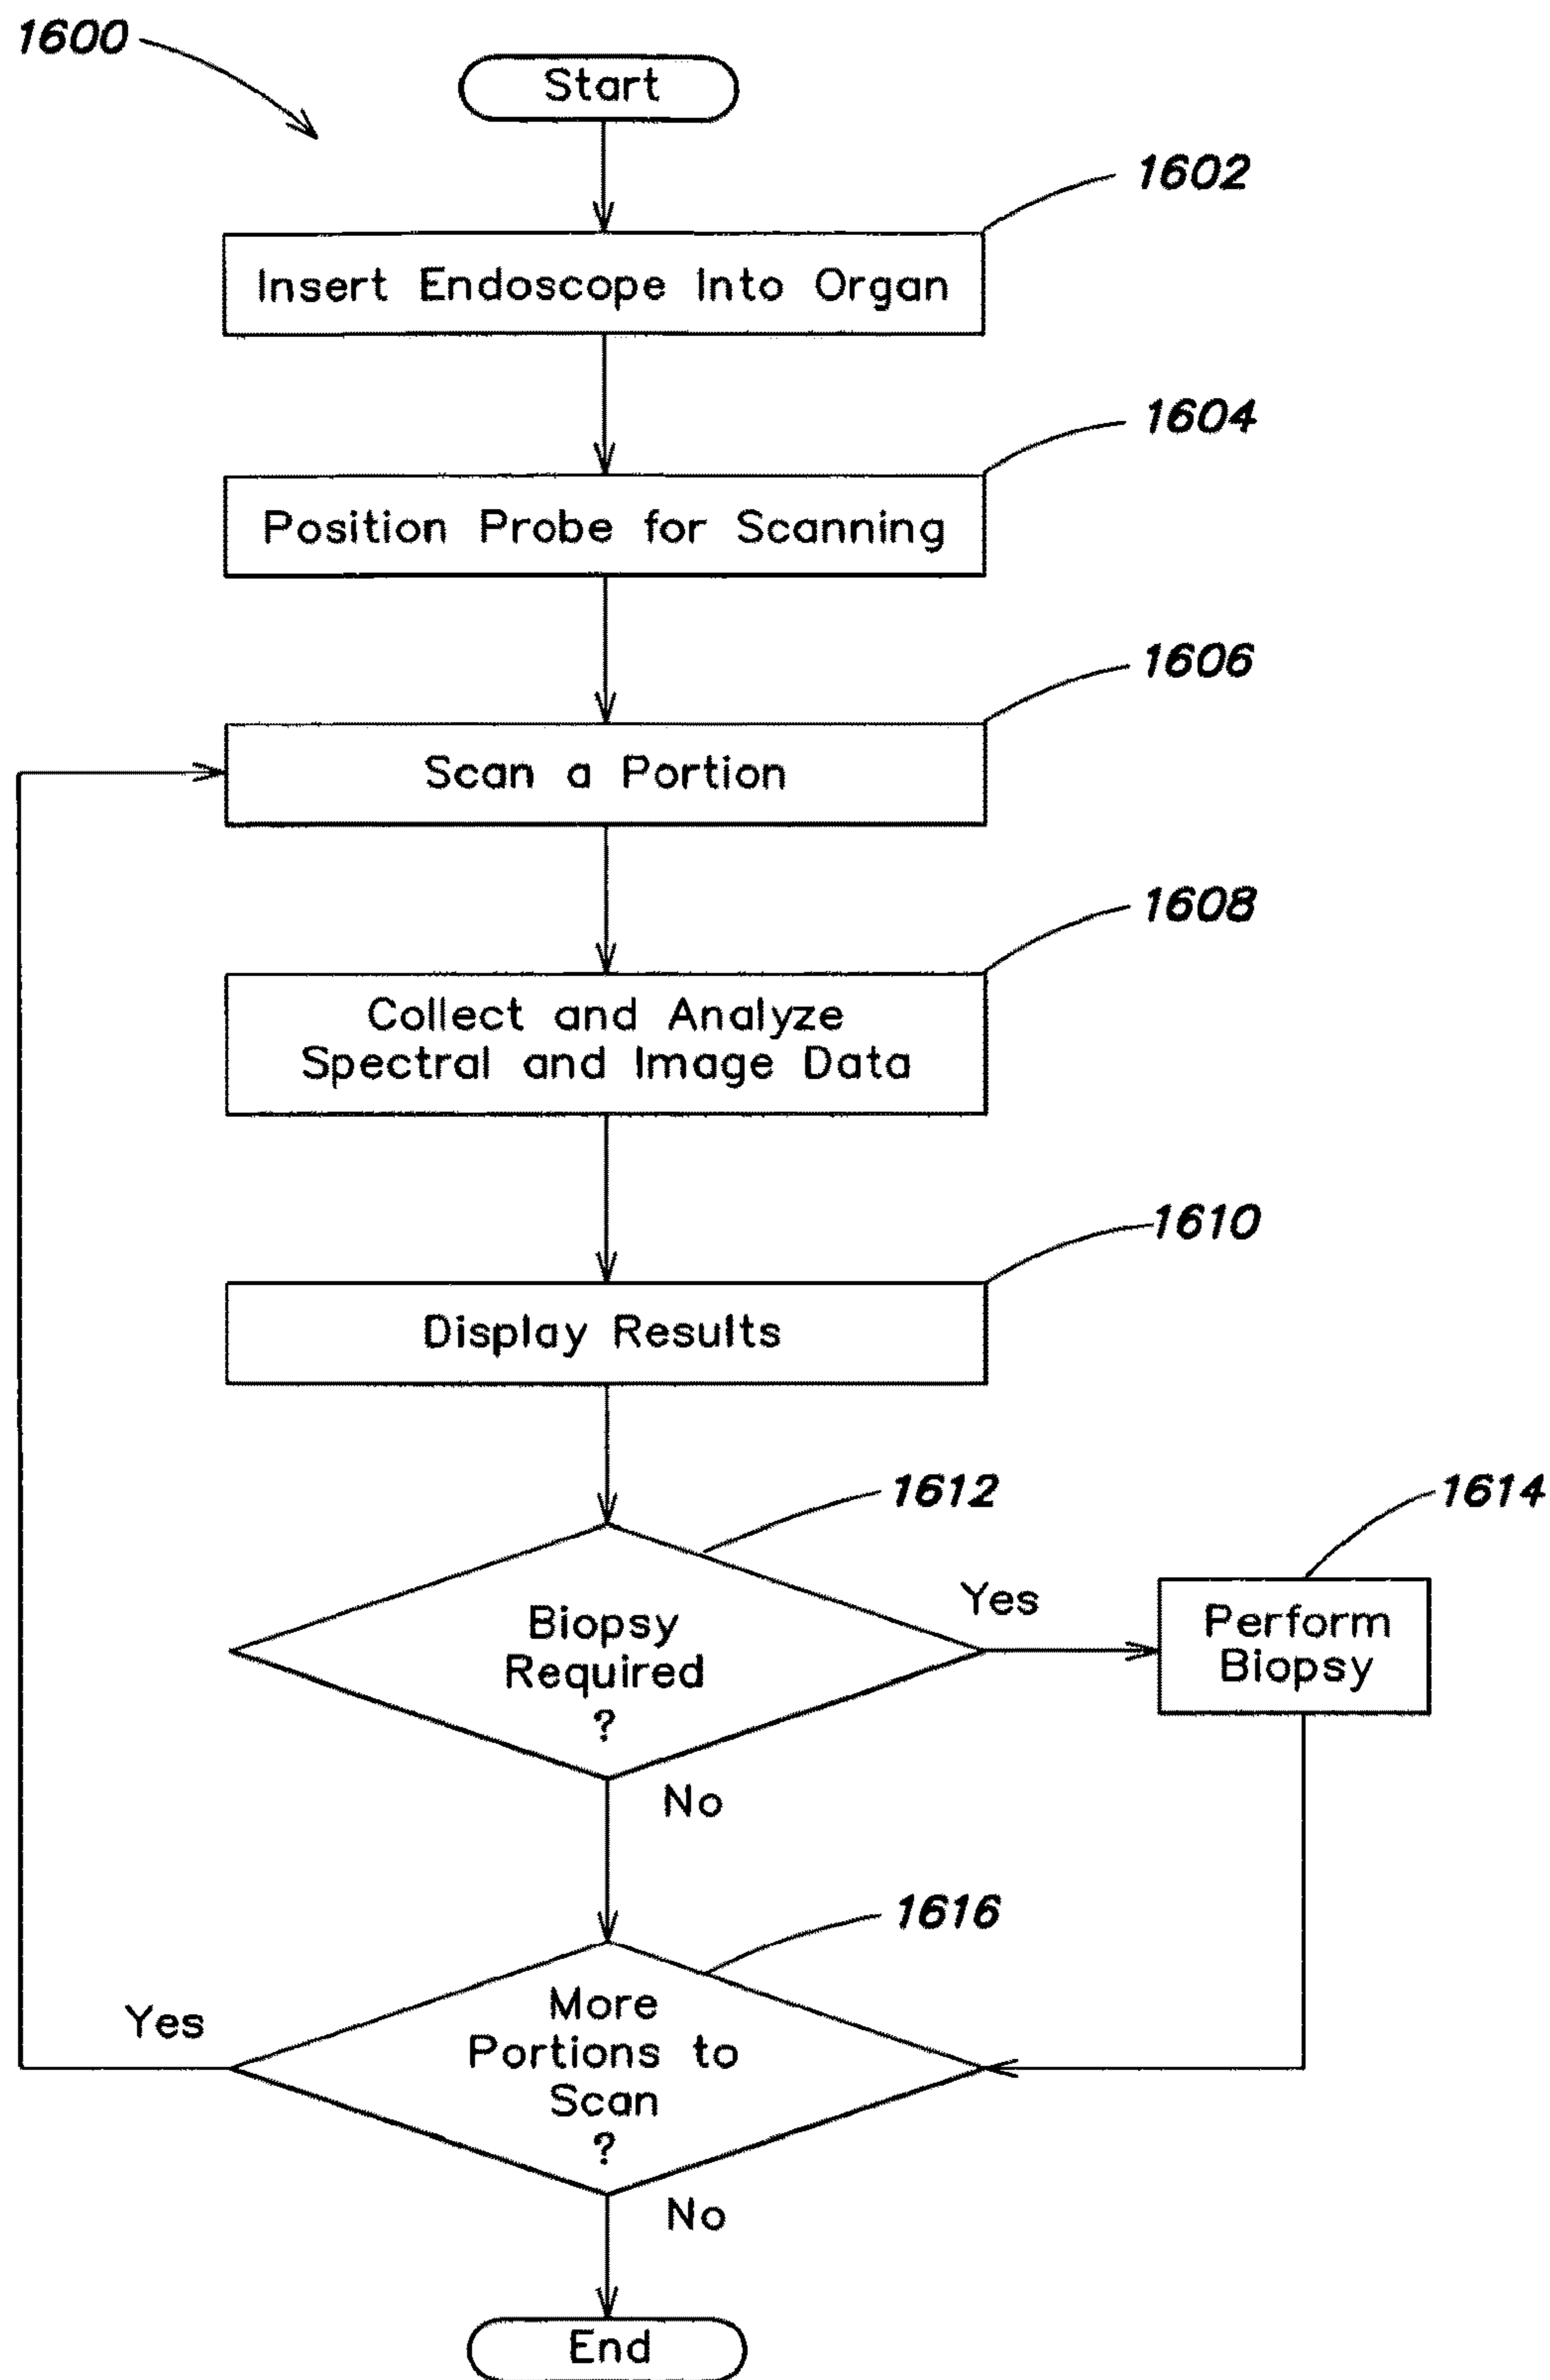 1600
Start
1602
Insert Endoscope Into Organ
1604
Position Probe for Scanning
1606
Scan a Portion
1608
Collect and Analyze
Spectral and Image Data
1610
Display Results
1612
1614
Biopsy
Required
?
Yes
Perform
Biopsy
No
1616
More
Portions to
Scan
?
Yes
No
End